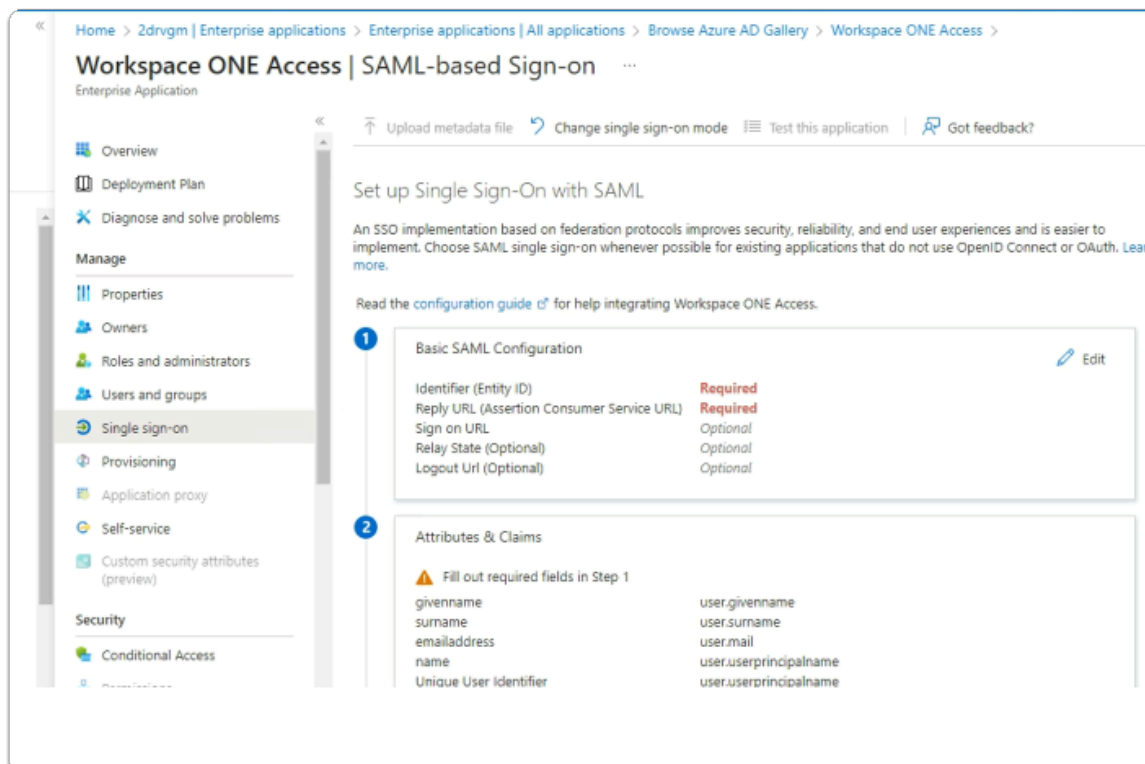 Home > 2drvgm | Enterprise applications > Enterprise applications | All applications > Browse Azure AD Gallery > Workspace ONE Access >
Workspace ONE Access | SAML-based Sign-on ...
Enterprise Application
Upload metadata file Change single sign-on mode Test this application Got feedback?
Overview
Deployment Plan
Diagnose and solve problems
Manage
Properties
Owners
Roles and administrators
Users and groups
Single sign-on
Provisioning
Application proxy
Self-service
Custom security attributes
(preview)
Security
Conditional Access
Set up Single Sign-On with SAML
An SSO implementation based on federation protocols improves security, reliability, and end user experiences and is easier to
implement. Choose SAML single sign-on whenever possible for existing applications that do not use OpenID Connect or OAuth. Lear
more.
Read the configuration guide for help integrating Workspace ONE Access.
1
Basic SAML Configuration
Edit
Identifier (Entity ID) Required
Reply URL (Assertion Consumer Service URL) Required
Sign on URL Optional
Relay State (Optional) Optional
Logout Url (Optional) Optional
2
Attributes & Claims
Fill out required fields in Step 1
givenname user.givenname
surname user.surname
emailaddress user.mail
name user.userprincipalname
Unique User Identifier user.userprincipalname